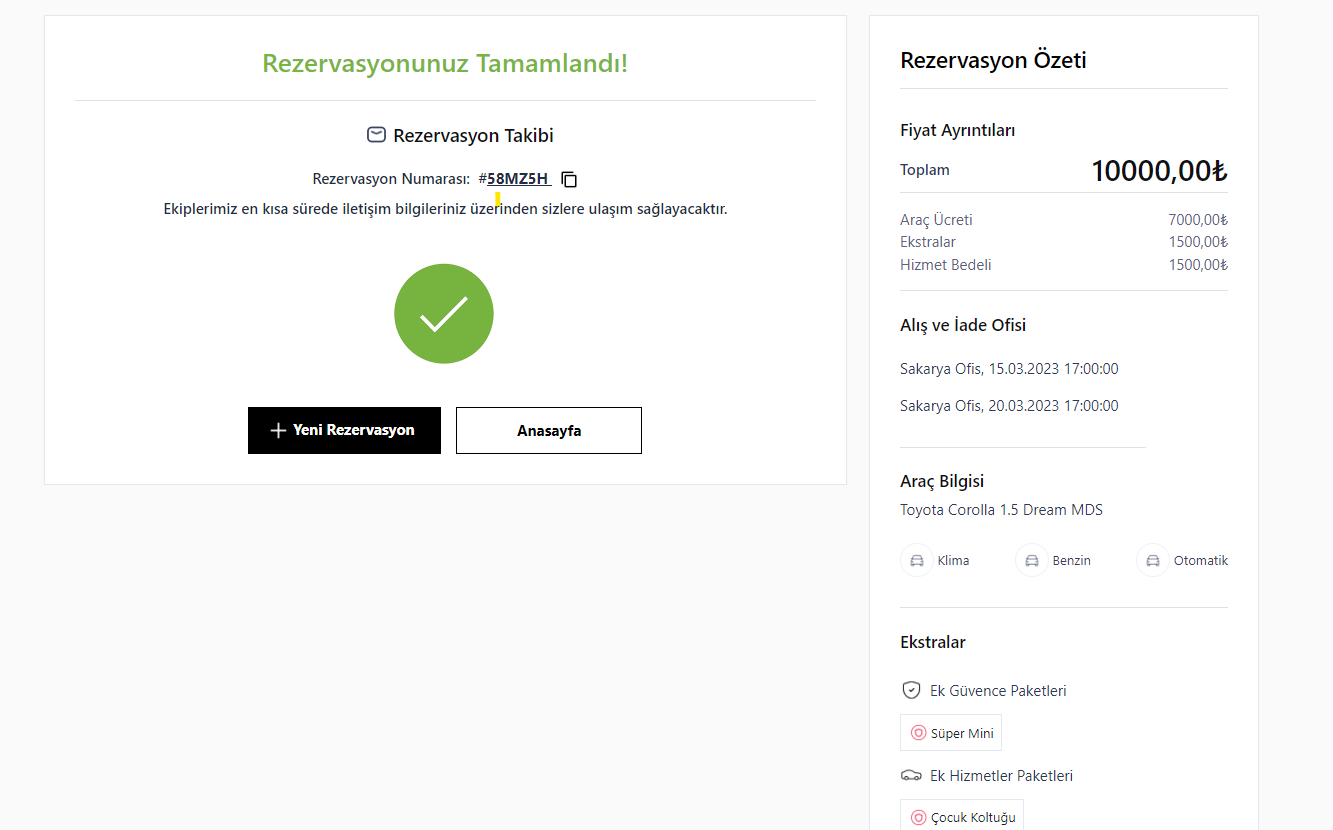 Rezervasyonunuz Tamamlandı!
Rezervasyon Takibi
Rezervasyon Numarası: #58MZ5H
Ekiplerimiz en kısa sürede iletişim bilgileriniz üzerinden sizlere ulaşım sağlayacaktır.
Yeni Rezervasyon
Anasayfa
Rezervasyon Özeti
Fiyat Ayrıntıları
Toplam 10000,00₺
Araç Ücreti 7000,00₺
Ekstralar 1500,00₺
Hizmet Bedeli 1500,00₺
Alış ve İade Ofisi
Sakarya Ofis, 15.03.2023 17:00:00
Sakarya Ofis, 20.03.2023 17:00:00
Araç Bilgisi
Toyota Corolla 1.5 Dream MDS
Klima Benzin Otomatik
Ekstralar
Ek Güvence Paketleri
Süper Mini
Ek Hizmetler Paketleri
Çocuk Koltuğu